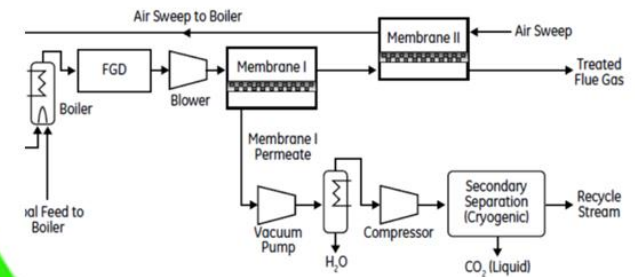 Air Sweep to Boiler
Membrane II
Air Sweep
FGD
Membrane I
Treated
Flue Gas
Boiler
Blower
Membrane I
Permeate
al Feed to
Boiler
Vacuum
Pump
H₂O
Compressor
Secondary
Separation
(Cryogenic)
Recycle
Stream
CO₂ (Liquid)